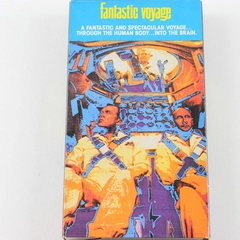 fantastic voyage
A FANTASTIC AND SPECTACULAR VOYAGE...
THROUGH THE HUMAN BODY...INTO THE BRAIN.